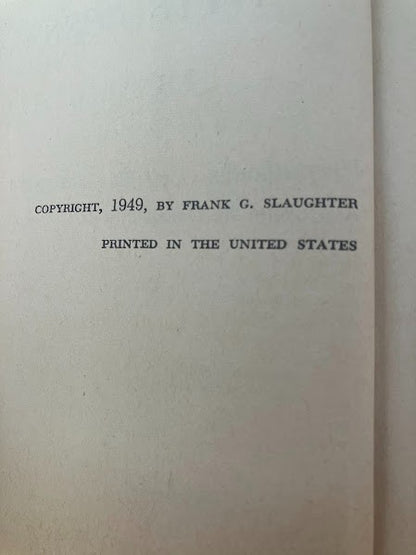 COPYRIGHT, 1949, BY FRANK G. SLAUGHTER
PRINTED IN THE UNITED STATES